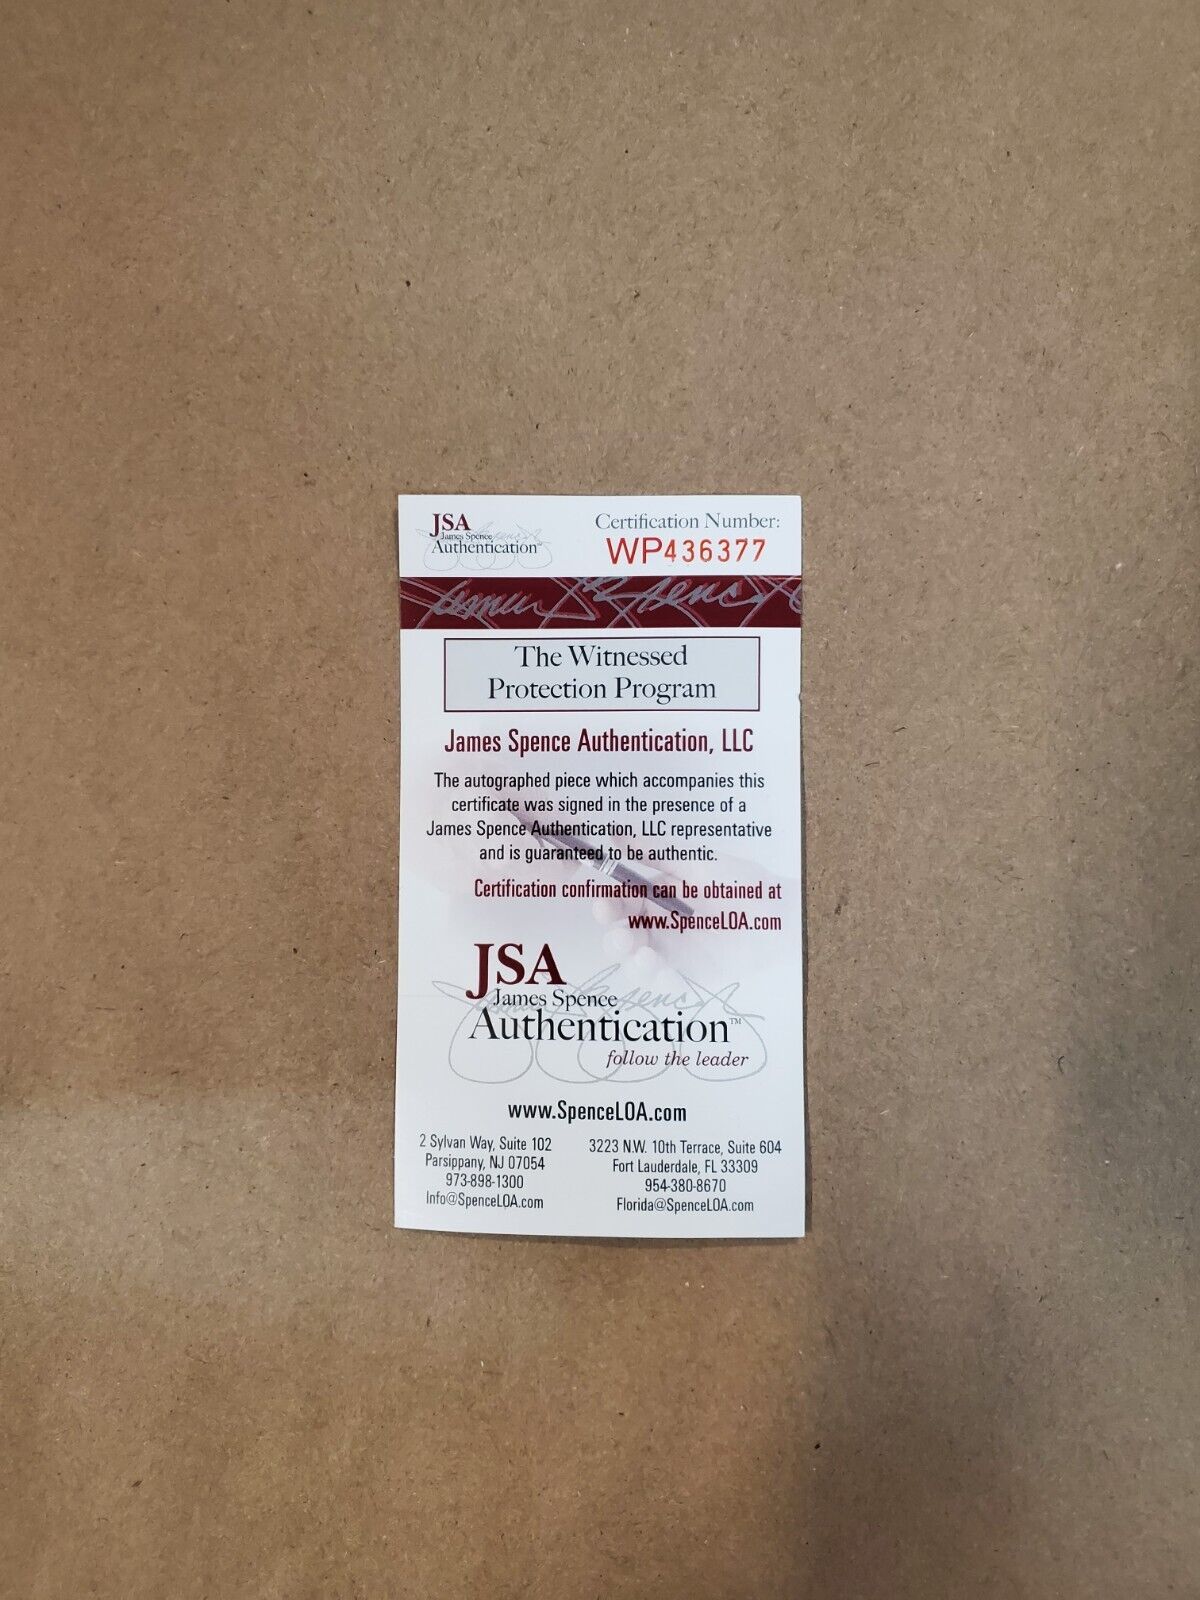 JSA
James Spence
Authentication™
Certification Number:
WP436377
James Spence
The Witnessed
Protection Program
James Spence Authentication, LLC
The autographed piece which accompanies this
certificate was signed in the presence of a
James Spence Authentication, LLC representative
and is guaranteed to be authentic.
Certification confirmation can be obtained at
www.SpenceLOA.com
JSA
James Spence
Authentication™
follow the leader
www.SpenceLOA.com
2 Sylvan Way, Suite 102
Parsippany, NJ 07054
973-898-1300
Info@SpenceLOA.com
3223 N.W. 10th Terrace, Suite 604
Fort Lauderdale, FL 33309
954-380-8670
Florida@SpenceLOA.com